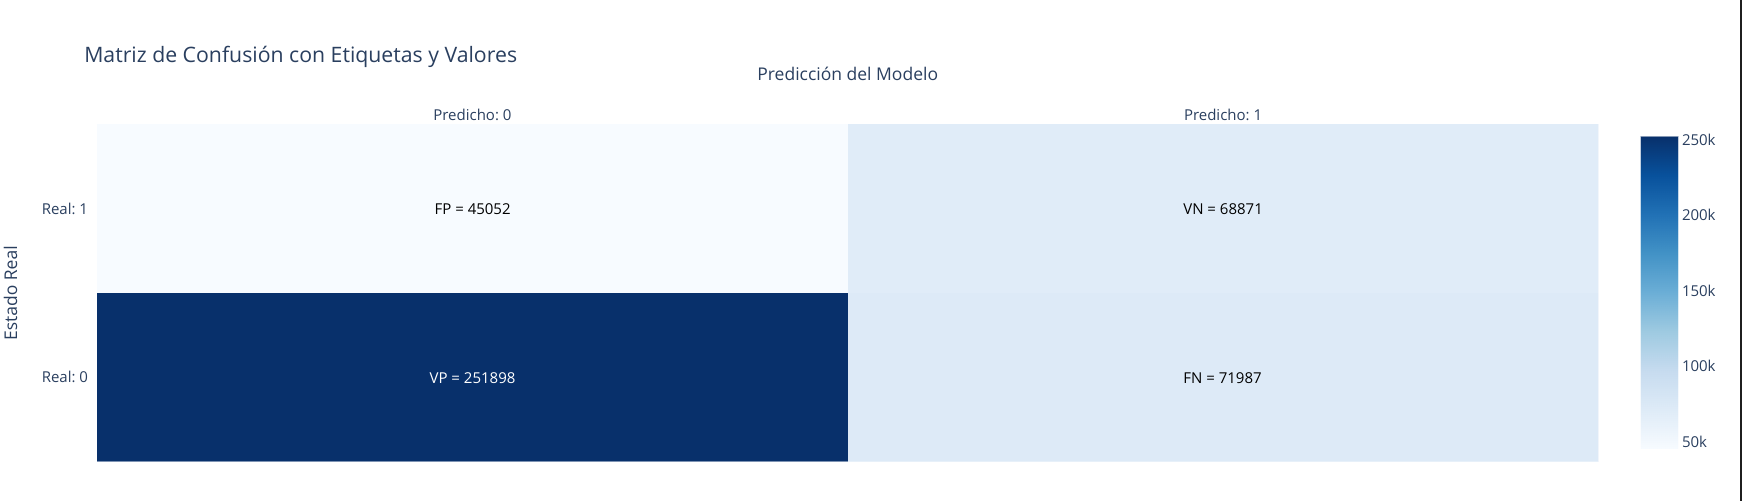 Matriz de Confusión con Etiquetas y Valores
Predicción del Modelo
Predicho: 0
Predicho: 1
Estado Real
Real: 1
FP = 45052
VN = 68871
Real: 0
VP = 251898
FN = 71987
250k
200k
150k
100k
50k